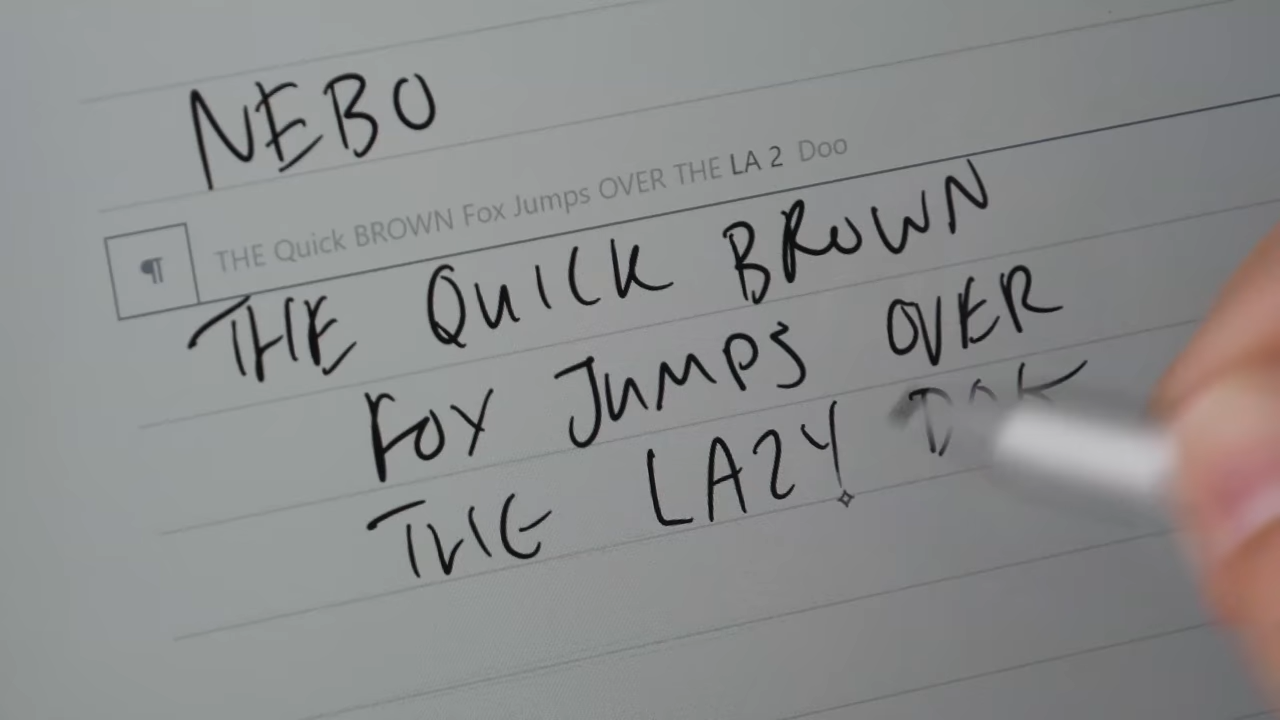 NEBO
¶ THE Quick BROWN Fox Jumps OVER THE LA 2 Doo
THE QUICK BROWN
FOX JUMPS OVER
THE LAZY